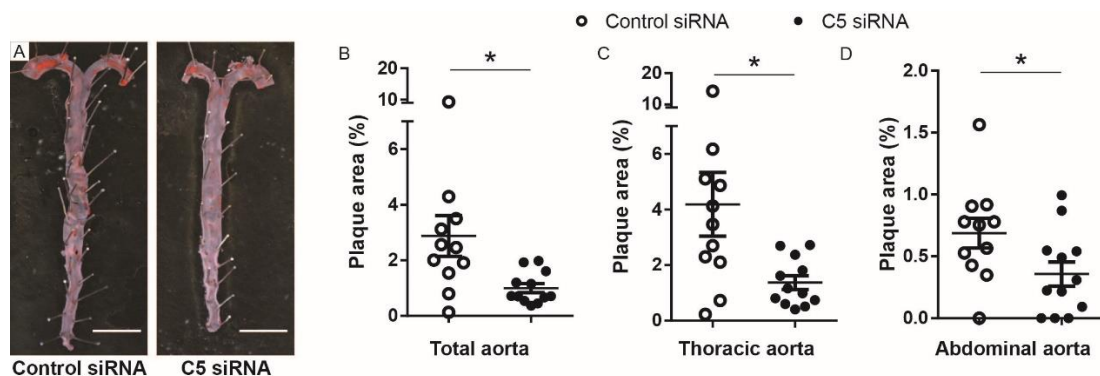 Control siRNA C5 siRNA
A
Control siRNA C5 siRNA
B
*
20
10
6
4
2
0
Plaque area (%)
Total aorta
C
*
20
10
6
4
2
0
Plaque area (%)
Thoracic aorta
D
*
2.0
1.5
1.0
0.5
0.0
Plaque area (%)
Abdominal aorta